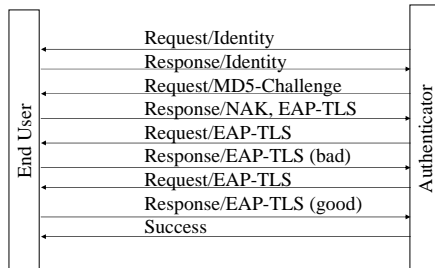 Request/Identity
Response/Identity
Request/MD5-Challenge
Response/NAK, EAP-TLS
Request/EAP-TLS
Response/EAP-TLS (bad)
Request/EAP-TLS
Response/EAP-TLS (good)
Success
End User
Authenticator